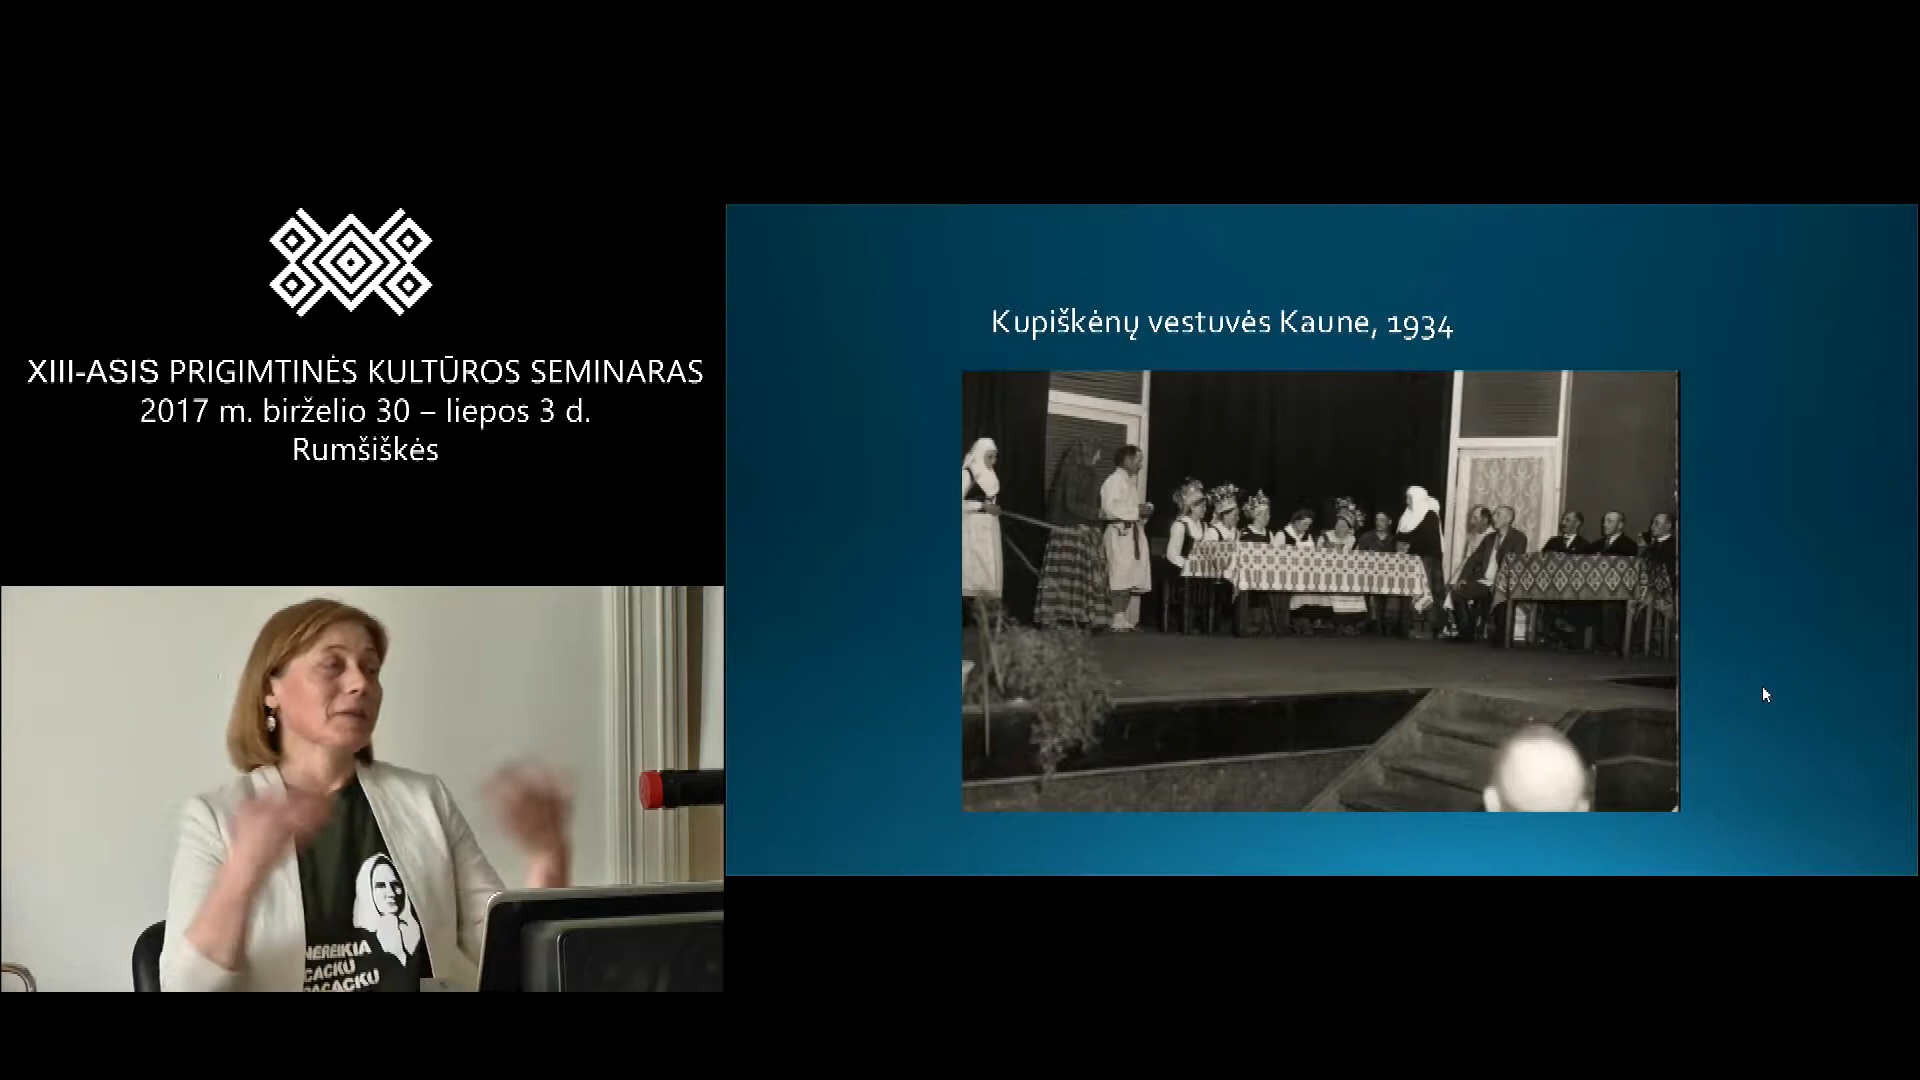 XIII-ASIS PRIGIMTINĖS KULTŪROS SEMINARAS
2017 m. birželio 30 – liepos 3 d.
Rumšiškės
Kupiškėnų vestuvės Kaune, 1934
NEREIKIA
CACKŲ